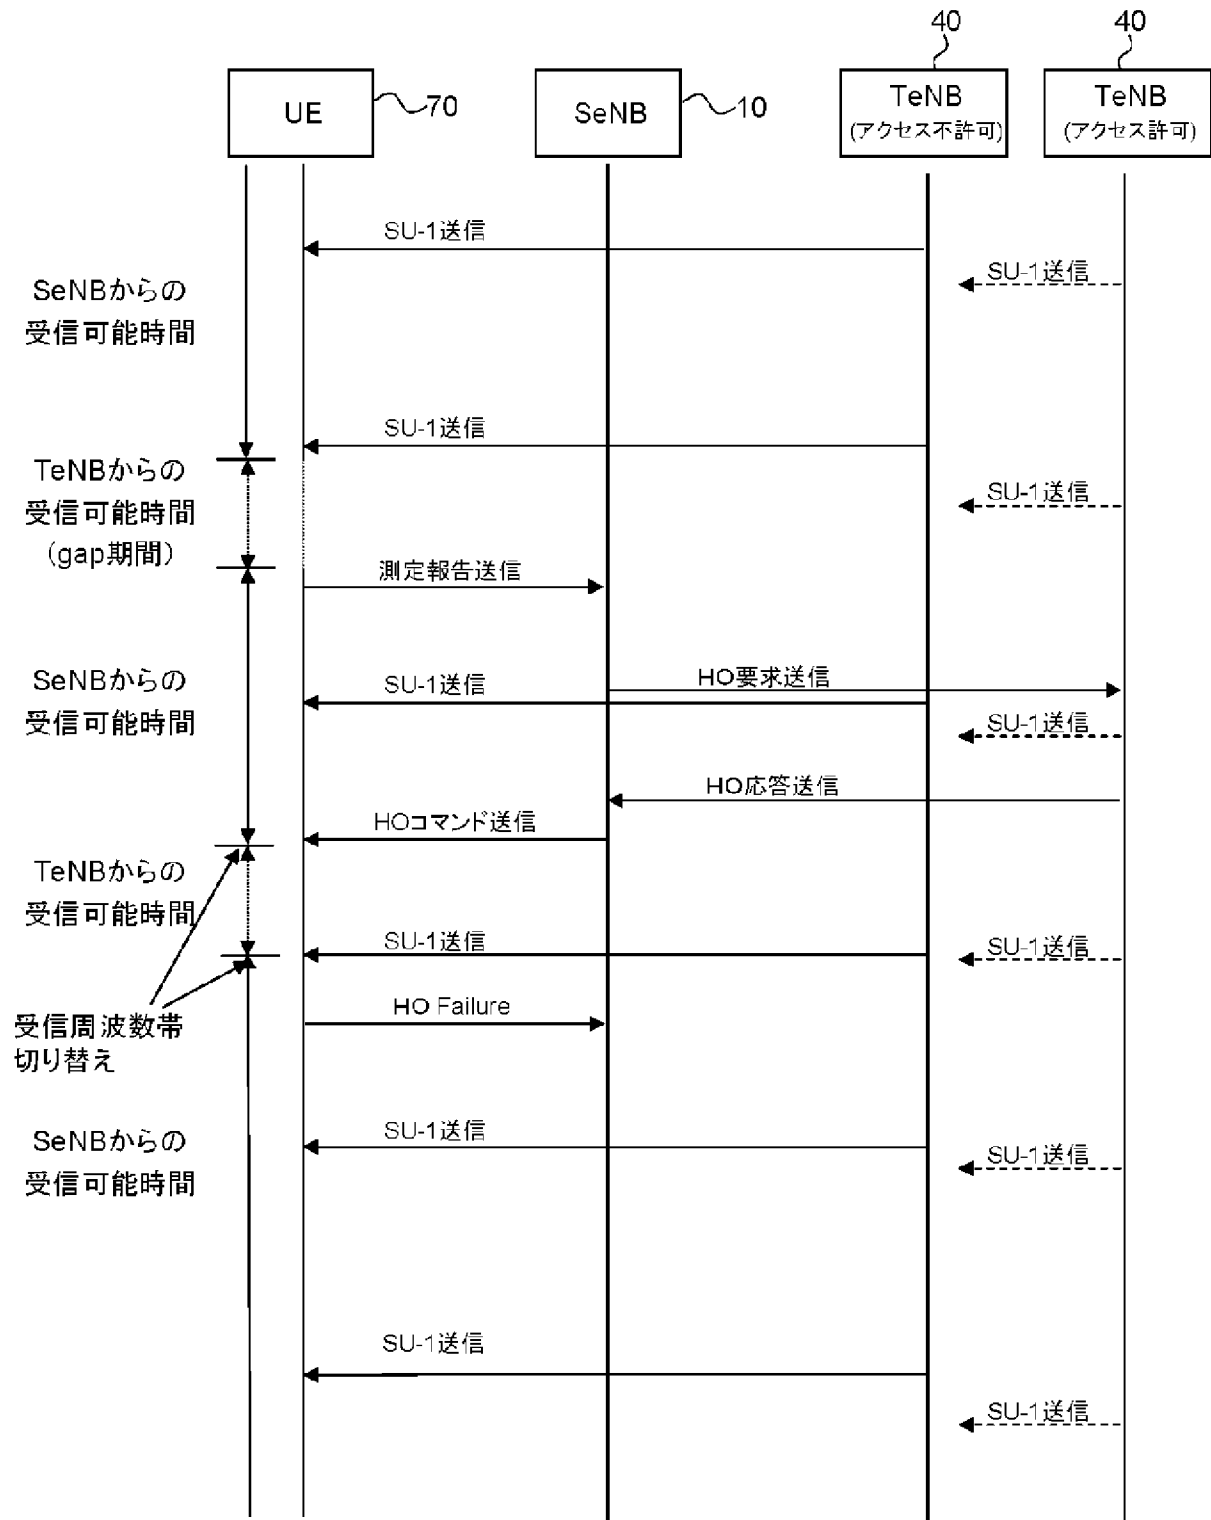 40
40
UE
70
SeNB
10
TeNB
(アクセス不許可)
TeNB
(アクセス許可)
SU-1送信
SU-1送信
SeNBからの
受信可能時間
SU-1送信
TeNBからの
受信可能時間
(gap期間)
SU-1送信
測定報告送信
SeNBからの
受信可能時間
SU-1送信
HO要求送信
SU-1送信
HO応答送信
HOコマンド送信
TeNBからの
受信可能時間
SU-1送信
SU-1送信
HO Failure
受信周波数帯
切り替え
SeNBからの
受信可能時間
SU-1送信
SU-1送信
SU-1送信
SU-1送信